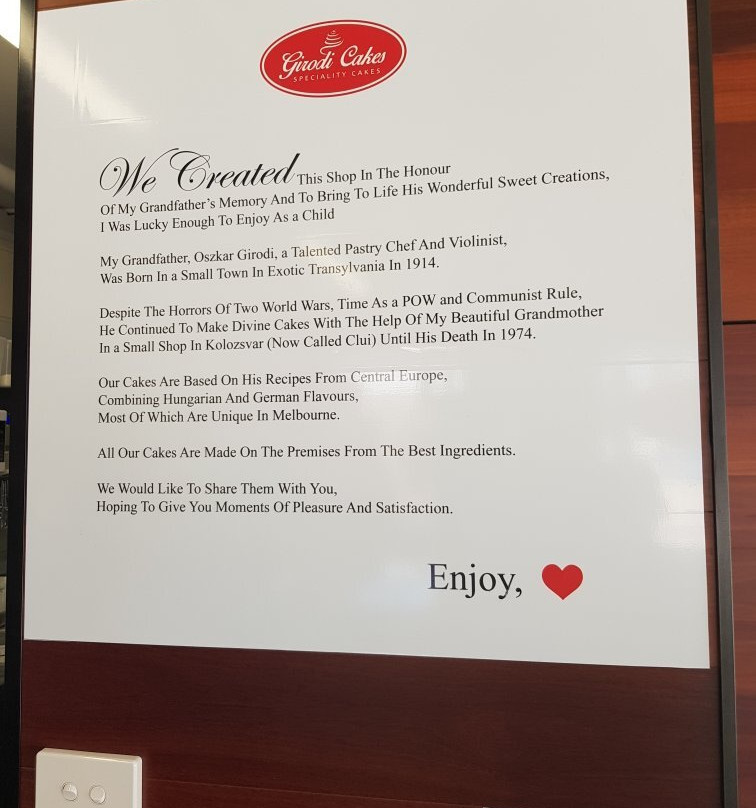 Girodi Cakes
SPECIALITY CAKES
We Created This Shop In The Honour
Of My Grandfather's Memory And To Bring To Life His Wonderful Sweet Creations,
I Was Lucky Enough To Enjoy As a Child
My Grandfather, Oszkar Girodi, a Talented Pastry Chef And Violinist,
Was Born In a Small Town In Exotic Transylvania In 1914.
Despite The Horrors Of Two World Wars, Time As a POW and Communist Rule,
He Continued To Make Divine Cakes With The Help Of My Beautiful Grandmother
In a Small Shop In Kolozsvar (Now Called Clui) Until His Death In 1974.
Our Cakes Are Based On His Recipes From Central Europe,
Combining Hungarian And German Flavours,
Most Of Which Are Unique In Melbourne.
All Our Cakes Are Made On The Premises From The Best Ingredients.
We Would Like To Share Them With You,
Hoping To Give You Moments Of Pleasure And Satisfaction.
Enjoy,